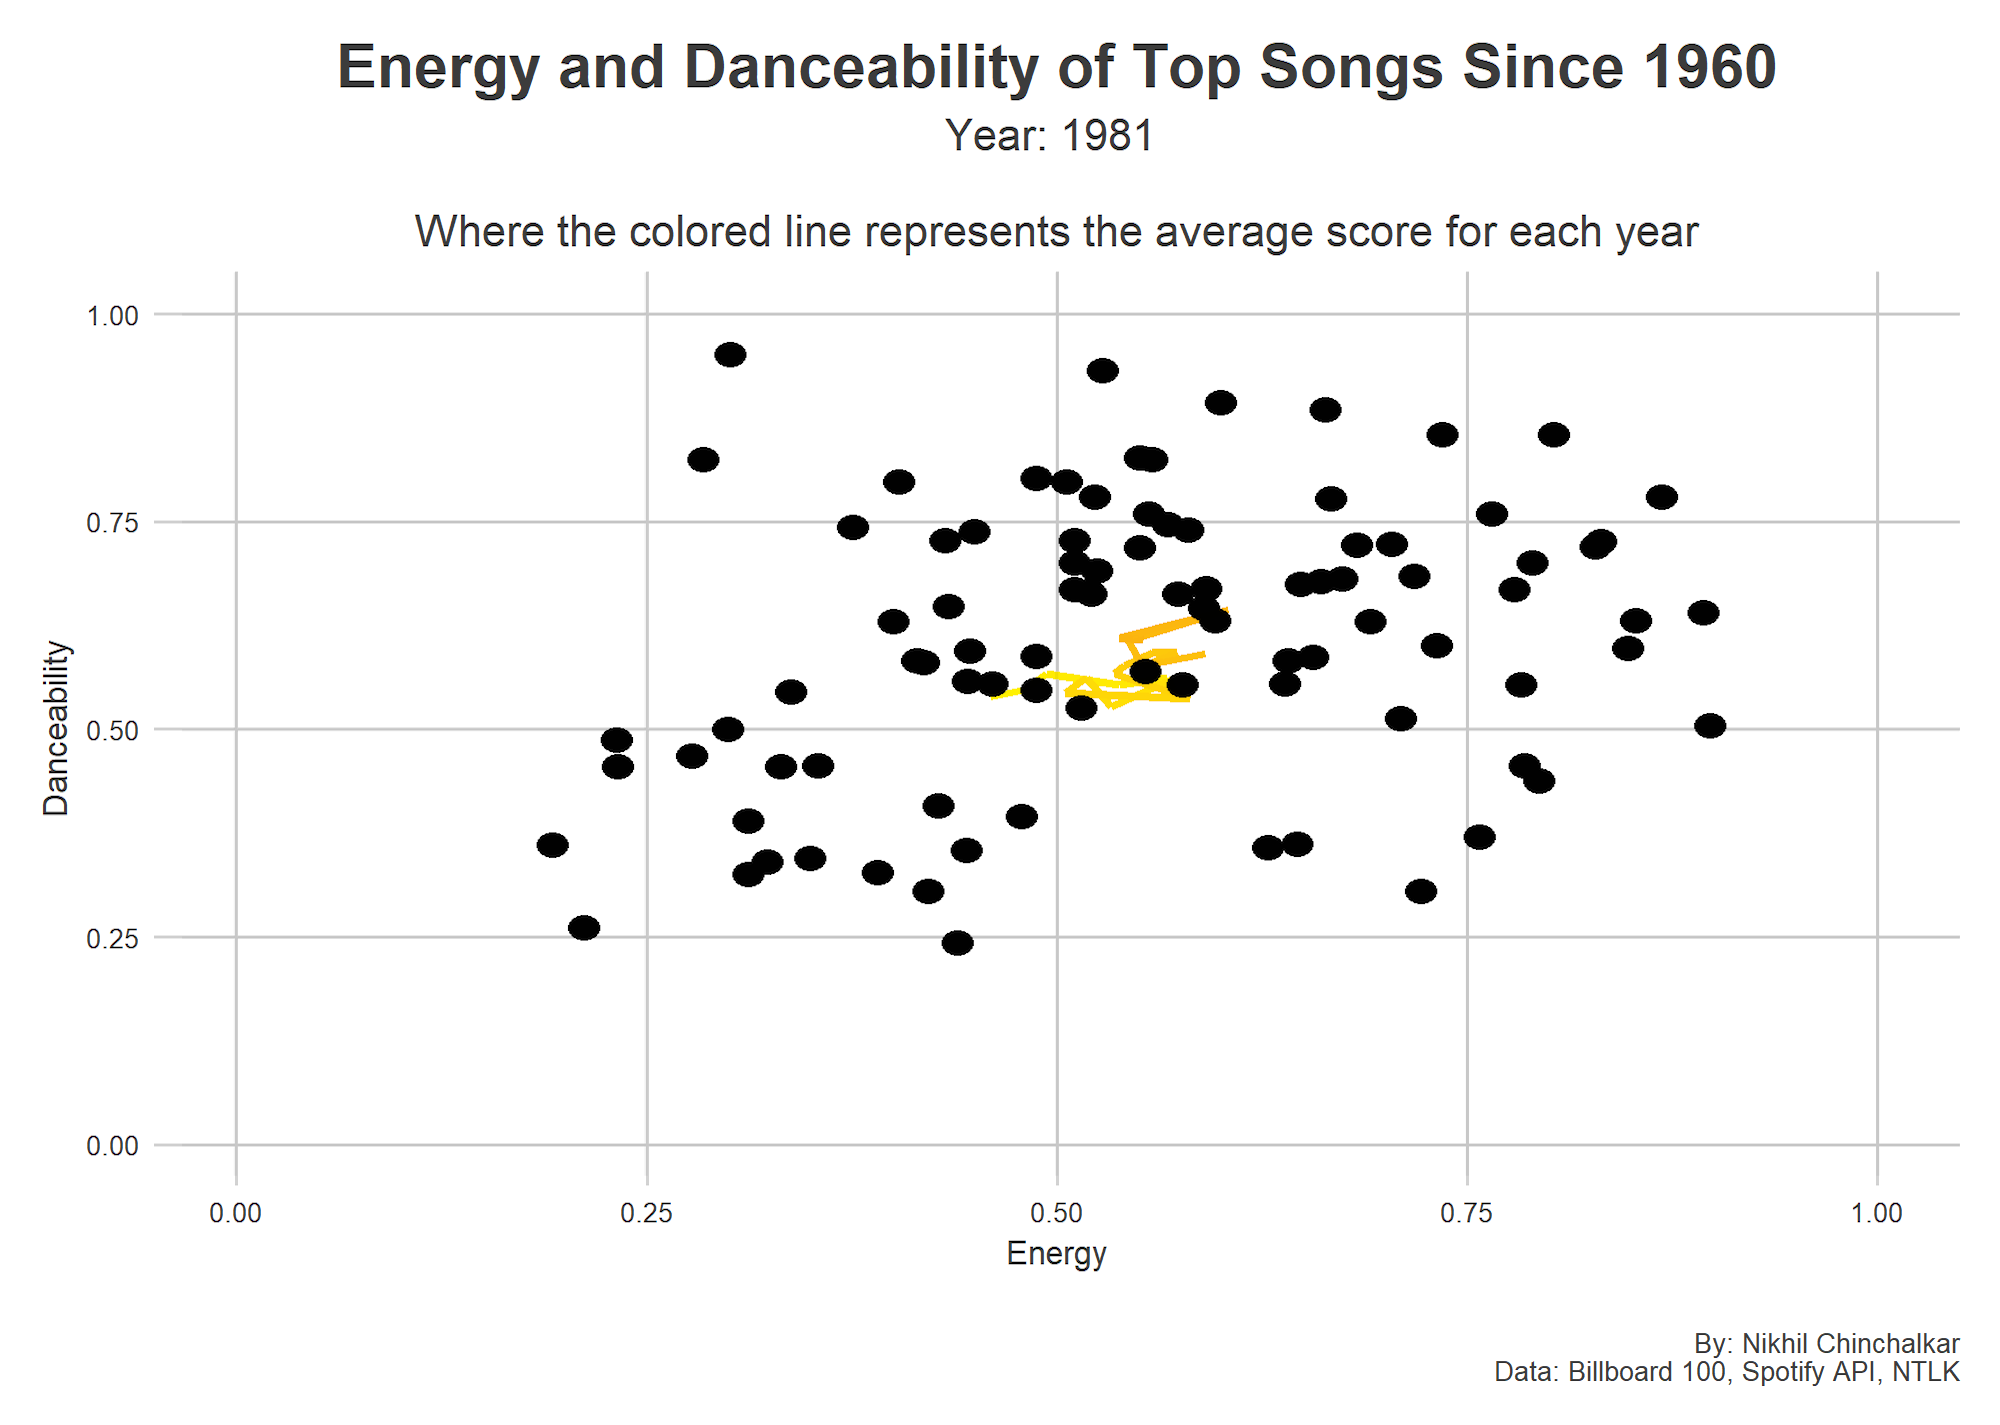 Energy and Danceability of Top Songs Since 1960
Year: 1981
Where the colored line represents the average score for each year
1.00
0.75
0.50
0.25
0.00
Danceability
0.00 0.25 0.50 0.75 1.00
Energy
By: Nikhil Chinchalkar
Data: Billboard 100, Spotify API, NTLK